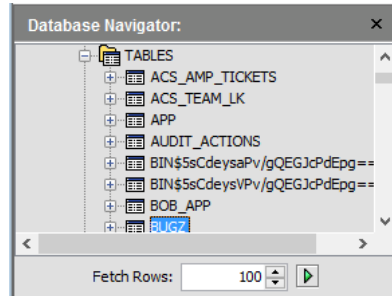 Database Navigator:
TABLES
ACS_AMP_TICKETS
ACS_TEAM_LK
APP
AUDIT_ACTIONS
BIN$5sCdeysaPv/gQEGJcPdEpg==
BIN$5sCdeysVPv/gQEGJcPdEpg==
BOB_APP
BUGZ
Fetch Rows: 100